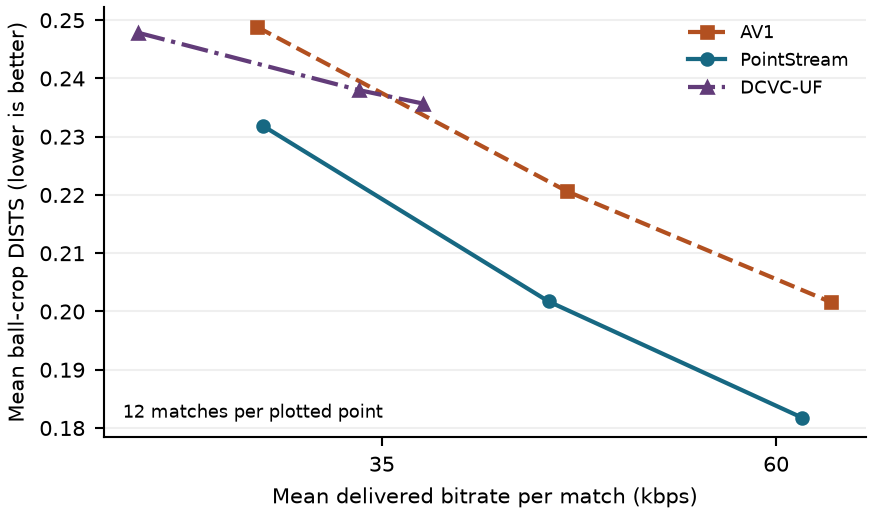 Mean ball-crop DISTS (lower is better)
0.25
0.24
0.23
0.22
0.21
0.20
0.19
0.18
AV1
PointStream
DCVC-UF
12 matches per plotted point
35
60
Mean delivered bitrate per match (kbps)